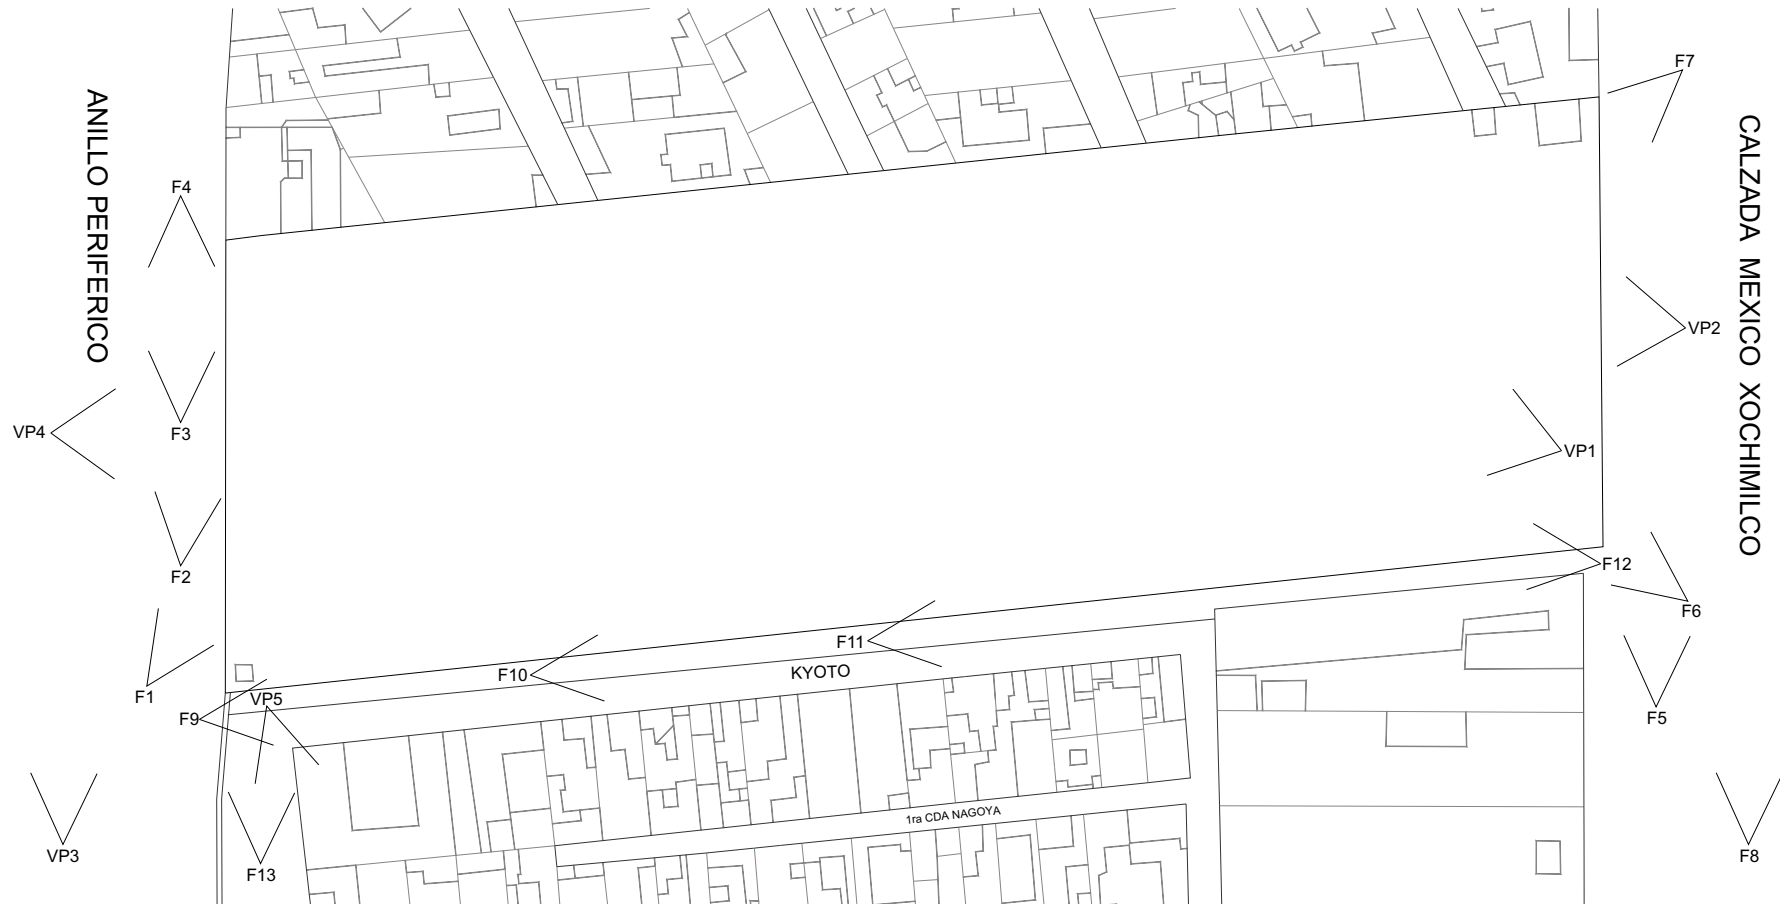 F7
ANILLO PERIFERICO
CALZADA MEXICO XOCHIMILCO
F4
VP2
F3
VP4
VP1
F12
F2
F6
F11
F10
KYOTO
F1
VP5
F9
F5
1ra CDA NAGOYA
VP3
F8
F13